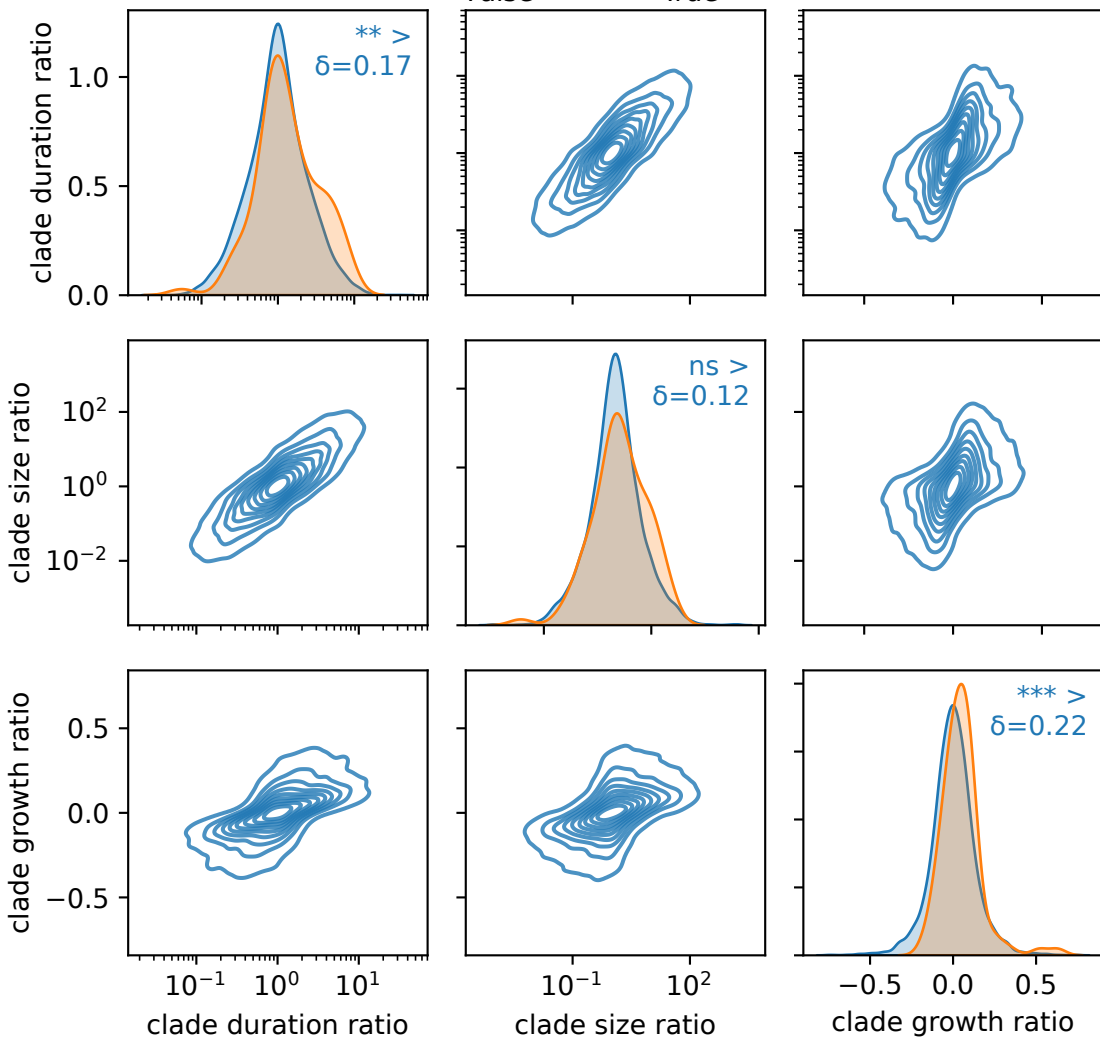 clade duration ratio
1.0
0.5
0.0
** >
δ=0.17
clade size ratio
10²
10⁰
10⁻²
ns >
δ=0.12
clade growth ratio
0.5
0.0
−0.5
*** >
δ=0.22
10⁻¹ 10⁰ 10¹
10⁻¹ 10²
−0.5 0.0 0.5
clade duration ratio
clade size ratio
clade growth ratio